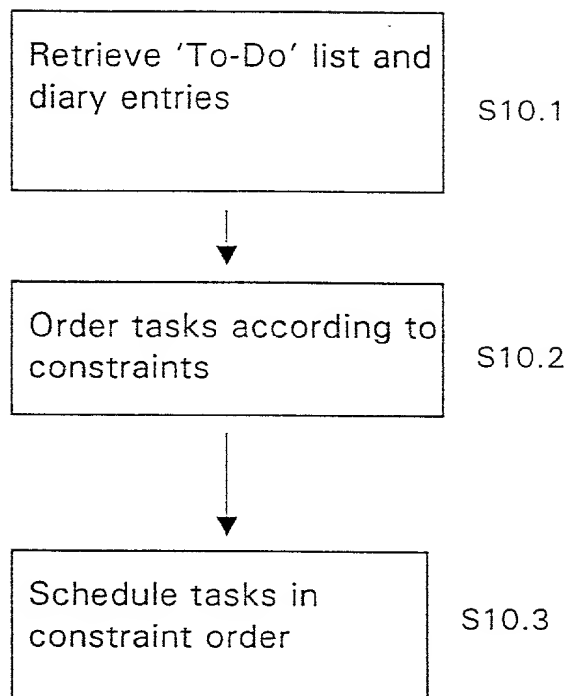 Retrieve 'To-Do' list and
diary entries
S10.1
Order tasks according to
constraints
S10.2
Schedule tasks in
constraint order
S10.3